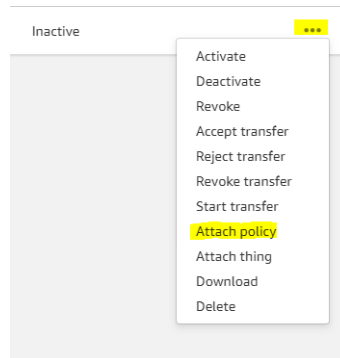 Inactive
Activate
Deactivate
Revoke
Accept transfer
Reject transfer
Revoke transfer
Start transfer
Attach policy
Attach thing
Download
Delete